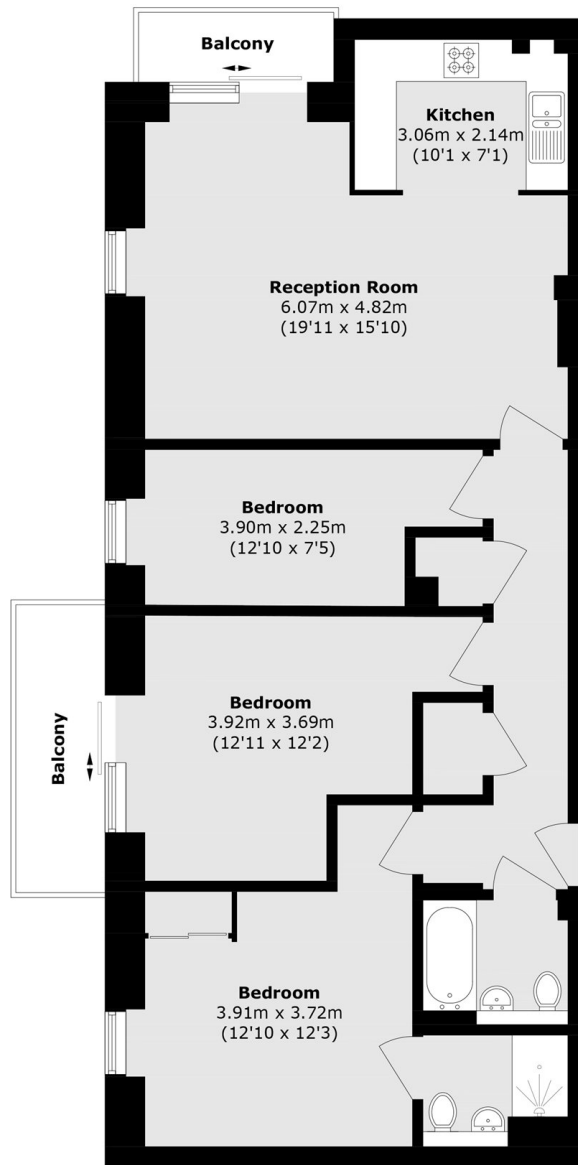 Balcony
Kitchen
3.06m x 2.14m
(10'1 x 7'1)
Reception Room
6.07m x 4.82m
(19'11 x 15'10)
Bedroom
3.90m x 2.25m
(12'10 x 7'5)
Bedroom
3.92m x 3.69m
(12'11 x 12'2)
Balcony
Bedroom
3.91m x 3.72m
(12'10 x 12'3)